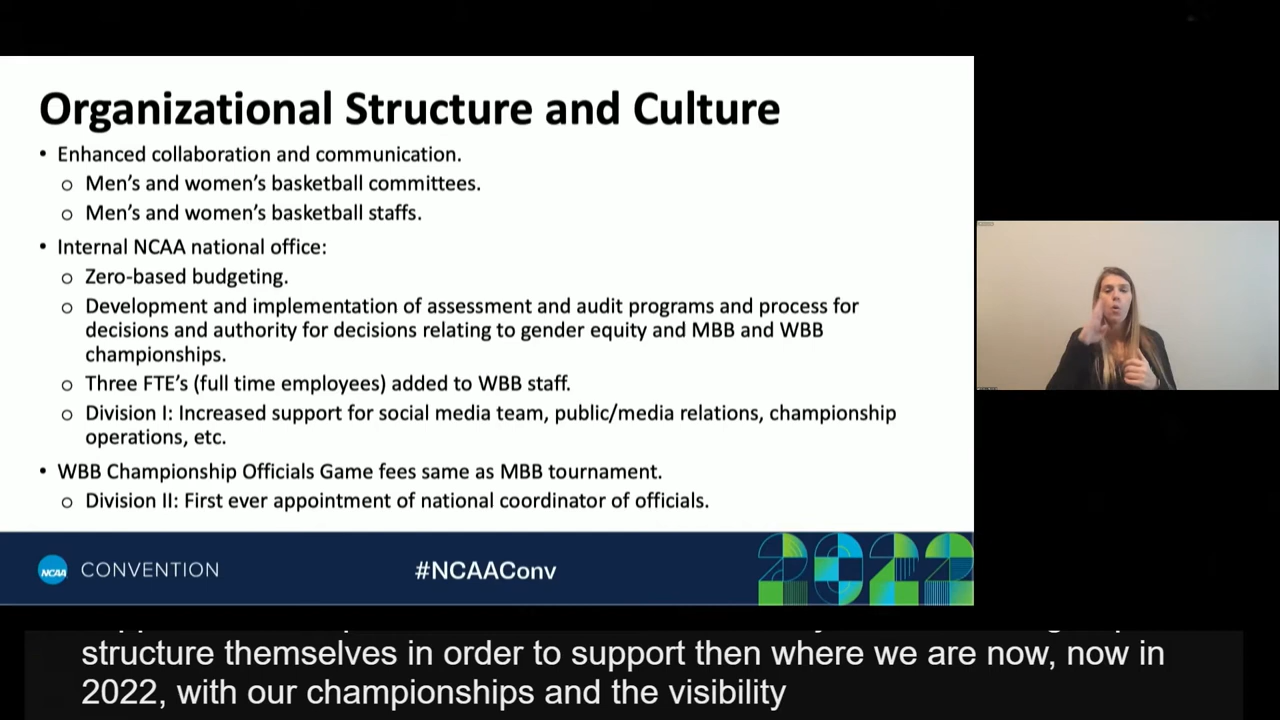 Organizational Structure and Culture
• Enhanced collaboration and communication.
o Men's and women's basketball committees.
o Men's and women's basketball staffs.
• Internal NCAA national office:
o Zero-based budgeting.
o Development and implementation of assessment and audit programs and process for
decisions and authority for decisions relating to gender equity and MBB and WBB
championships.
o Three FTE's (full time employees) added to WBB staff.
o Division I: Increased support for social media team, public/media relations, championship
operations, etc.
• WBB Championship Officials Game fees same as MBB tournament.
o Division II: First ever appointment of national coordinator of officials.
NCAA CONVENTION #NCAAConv 2022
structure themselves in order to support then where we are now, now in
2022, with our championships and the visibility